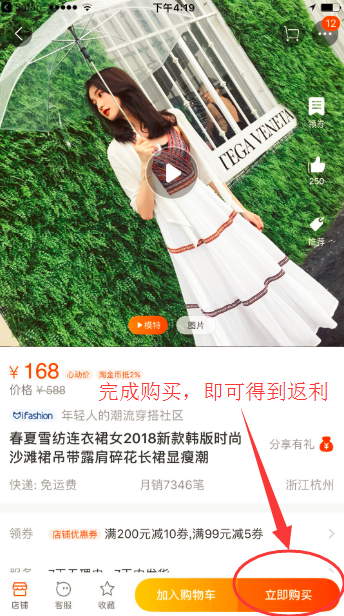 下午4:19
12
领券
TEGA VENETA
250
推荐
模特
图片
¥ 168 心动价 淘金币抵2%
价格 ¥ 588
完成购买，即可得到返利
iFashion 年轻人的潮流穿搭社区
春夏雪纺连衣裙女2018新款韩版时尚
沙滩裙吊带露肩碎花长裙显瘦潮
分享有礼
快递: 免运费
月销7346笔
浙江杭州
领券 店铺优惠券 满200元减10券,满99元减5券
店铺
客服
收藏
加入购物车
立即购买